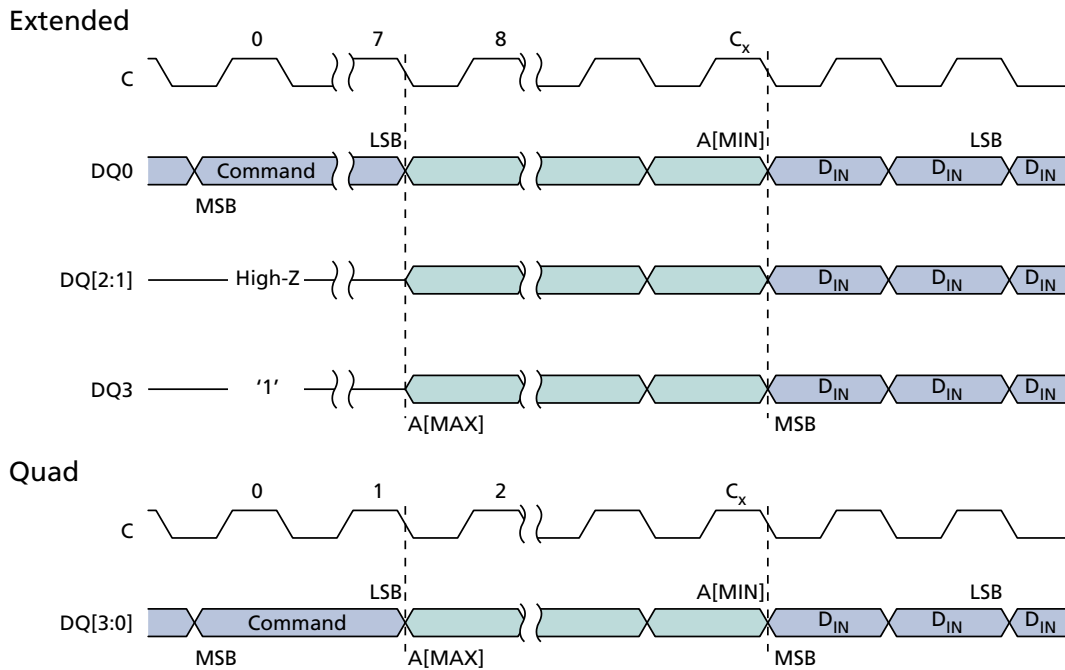 Extended
0 7 8 Cx
C
LSB A[MIN] LSB
DQ0 Command DIN DIN DIN
MSB
DQ[2:1] High-Z DIN DIN DIN
DQ3 '1' DIN DIN DIN
A[MAX] MSB
Quad
0 1 2 Cx
C
LSB A[MIN] LSB
DQ[3:0] Command DIN DIN DIN
MSB A[MAX] MSB